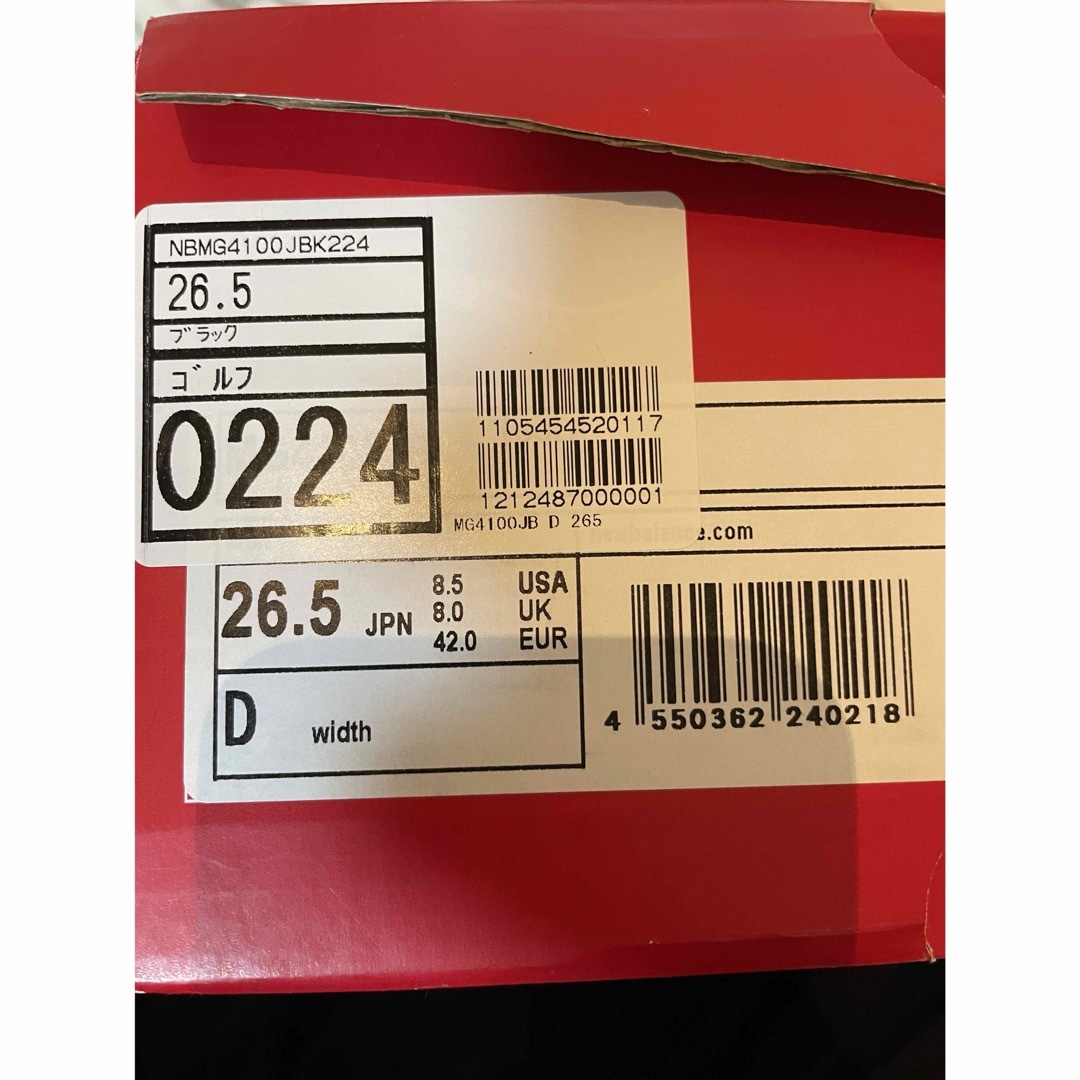 NBMG4100JBK224
26.5
ブラック
ゴルフ
0224
1105454520117
1212487000001
MG4100JB D 265
newbalance.com
26.5 JPN
8.5 USA
8.0 UK
42.0 EUR
D width
4 550362 240218